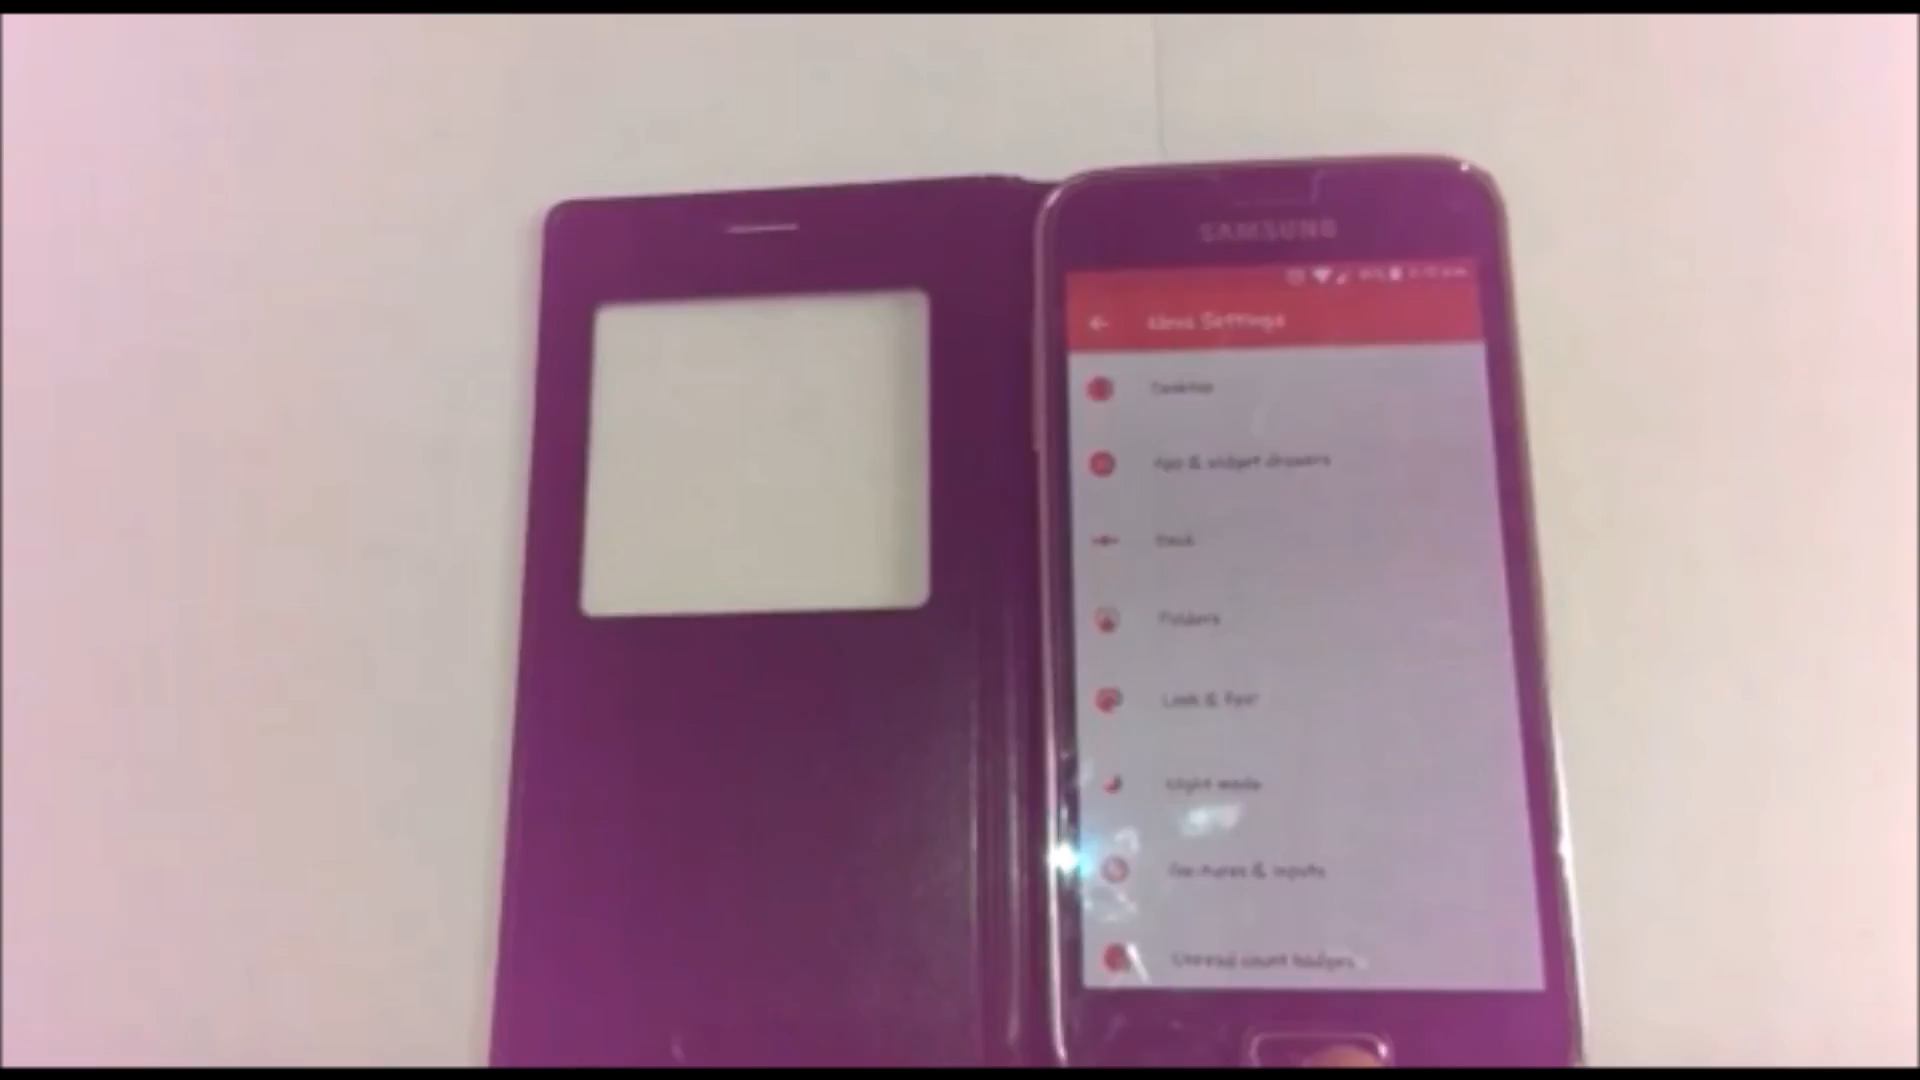 SAMSUNG
Nova Settings
Desktop
App & widget drawers
Dock
Folders
Look & feel
Night mode
Gestures & inputs
Unread count badges